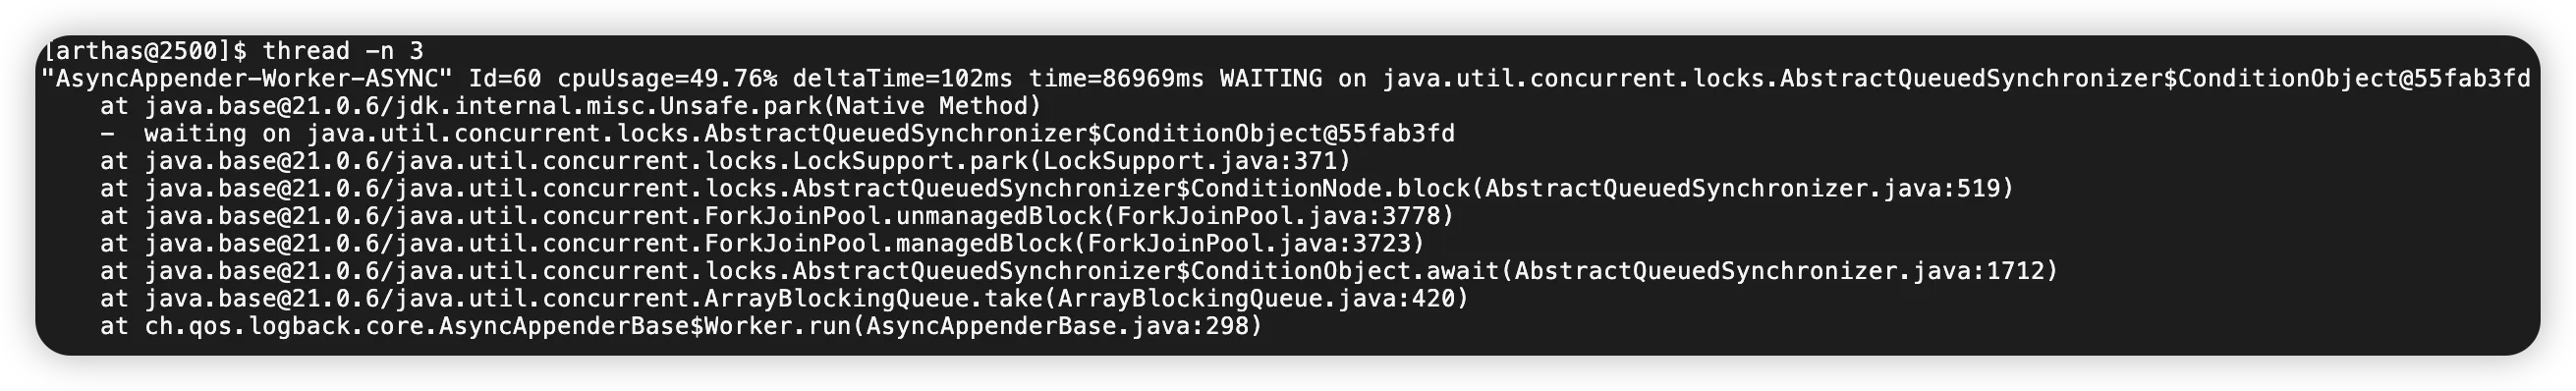 [arthas@2500]$ thread -n 3
"AsyncAppender-Worker-ASYNC" Id=60 cpuUsage=49.76% deltaTime=102ms time=86969ms WAITING on java.util.concurrent.locks.AbstractQueuedSynchronizer$ConditionObject@55fab3fd
    at java.base@21.0.6/jdk.internal.misc.Unsafe.park(Native Method)
    -  waiting on java.util.concurrent.locks.AbstractQueuedSynchronizer$ConditionObject@55fab3fd
    at java.base@21.0.6/java.util.concurrent.locks.LockSupport.park(LockSupport.java:371)
    at java.base@21.0.6/java.util.concurrent.locks.AbstractQueuedSynchronizer$ConditionNode.block(AbstractQueuedSynchronizer.java:519)
    at java.base@21.0.6/java.util.concurrent.ForkJoinPool.unmanagedBlock(ForkJoinPool.java:3778)
    at java.base@21.0.6/java.util.concurrent.ForkJoinPool.managedBlock(ForkJoinPool.java:3723)
    at java.base@21.0.6/java.util.concurrent.locks.AbstractQueuedSynchronizer$ConditionObject.await(AbstractQueuedSynchronizer.java:1712)
    at java.base@21.0.6/java.util.concurrent.ArrayBlockingQueue.take(ArrayBlockingQueue.java:420)
    at ch.qos.logback.core.AsyncAppenderBase$Worker.run(AsyncAppenderBase.java:298)